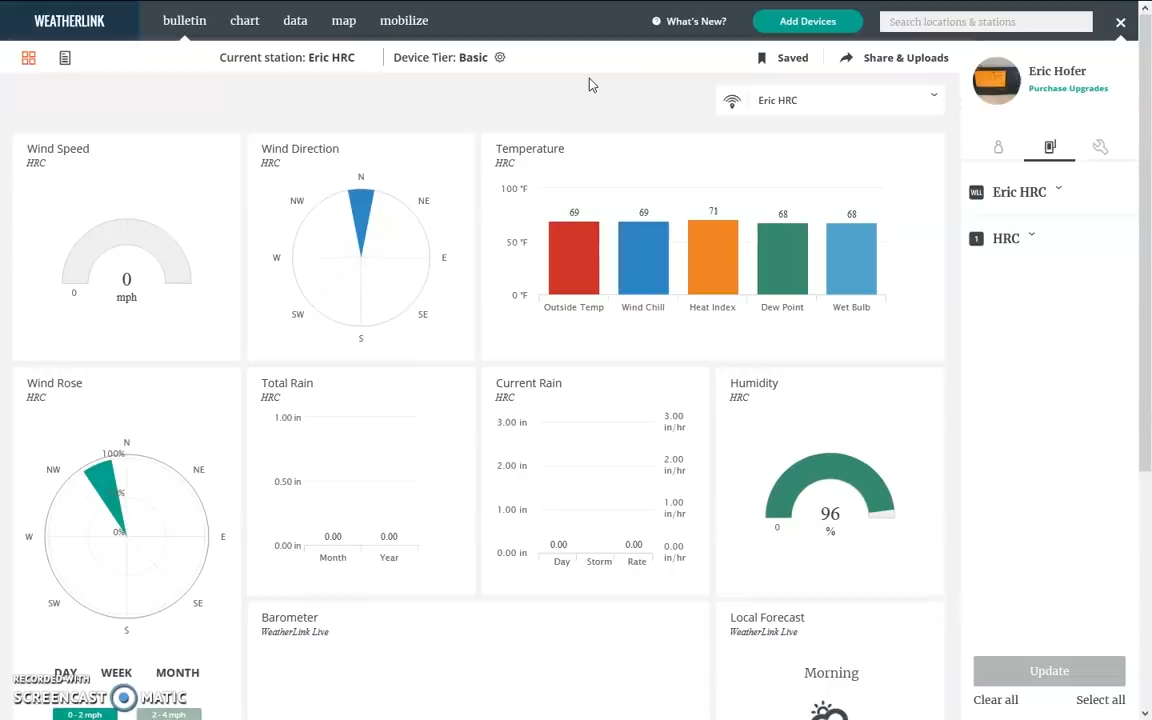 WEATHERLINK bulletin chart data map mobilize What's New? Add Devices Search locations & stations
Current station: Eric HRC Device Tier: Basic Saved Share & Uploads
Eric HRC
Eric Hofer
Purchase Upgrades
WLL Eric HRC
1 HRC
Wind Speed
HRC
0
mph
0
Wind Direction
HRC
N
NW NE
W E
SW SE
S
Temperature
HRC
100 °F
50 °F
0 °F
69 69 71 68 68
Outside Temp Wind Chill Heat Index Dew Point Wet Bulb
Wind Rose
HRC
N
100%
NW NE
0%
W E
SW SE
S
DAY WEEK MONTH
0 - 2 mph 2 - 4 mph
Total Rain
HRC
1.00 in
0.50 in
0.00 in
0.00 0.00
Month Year
Current Rain
HRC
3.00 in
2.00 in
1.00 in
0.00 in
3.00
in/hr
2.00
in/hr
1.00
in/hr
0.00
in/hr
0.00 0.00
Day Storm Rate
Humidity
HRC
96
%
0
Barometer
WeatherLink Live
Local Forecast
WeatherLink Live
Morning
Update
Clear all Select all
RECORDED WITH
SCREENCAST MATIC